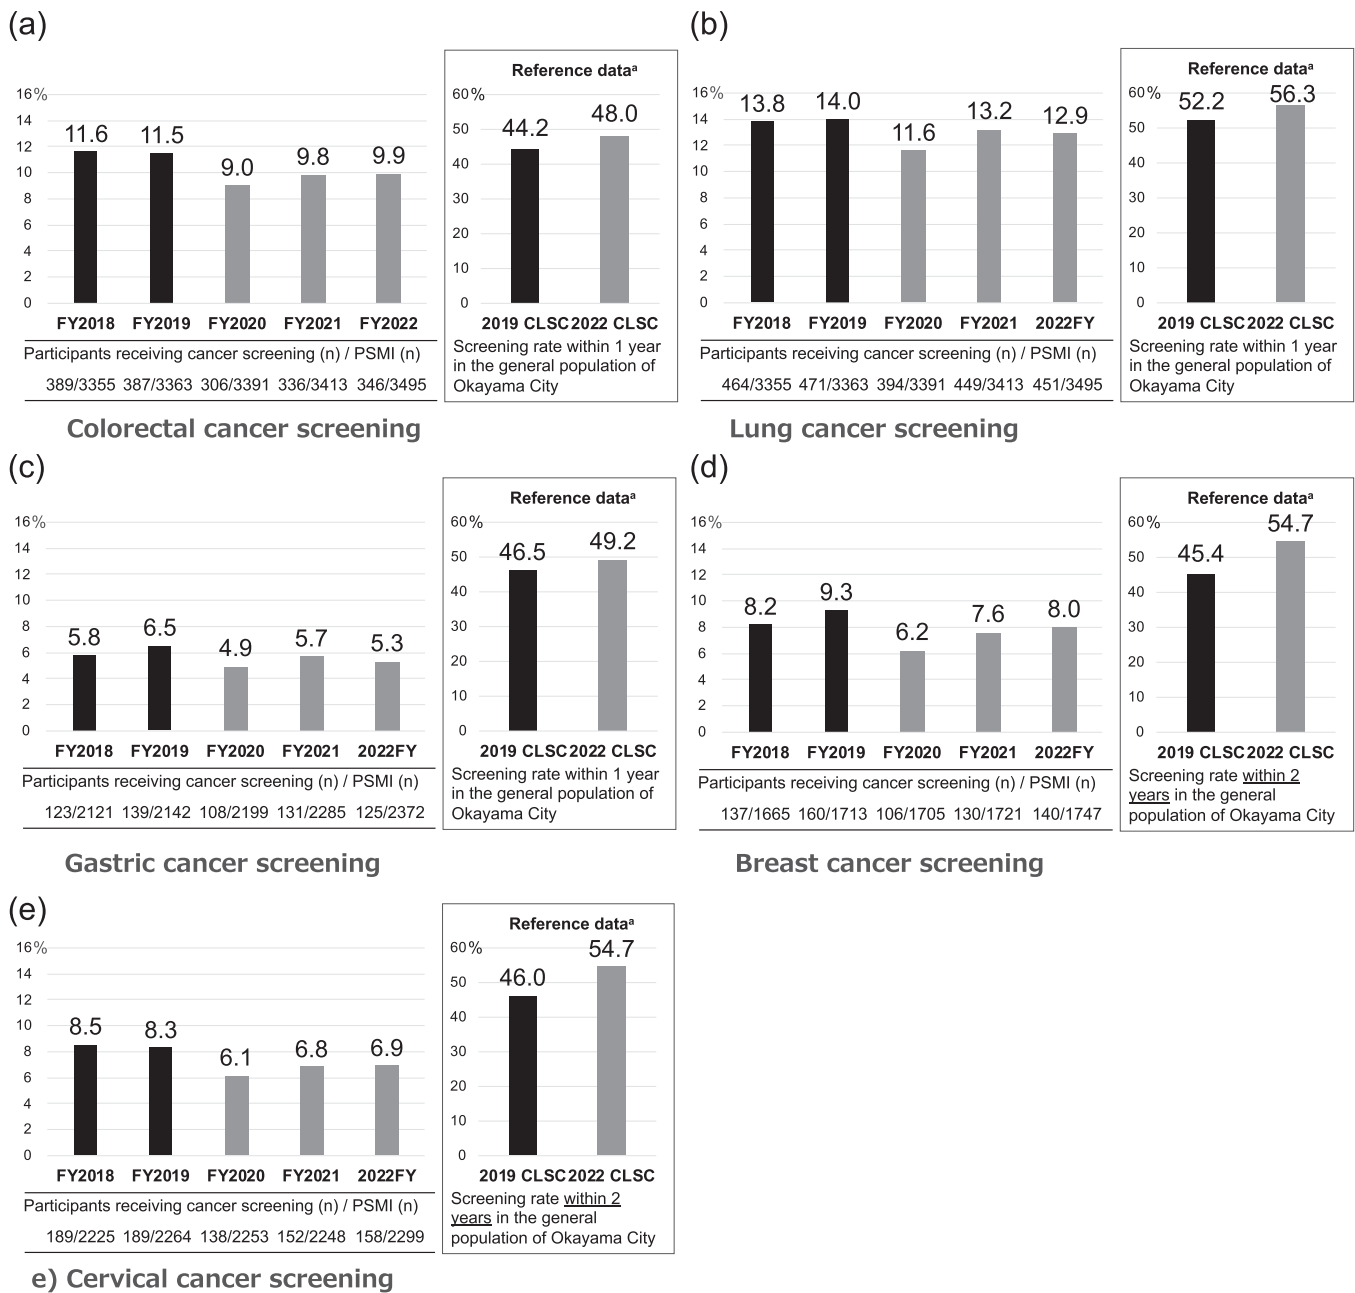 (a)
16%
14
12
10
8
6
4
2
0
11.6
11.5
9.0
9.8
9.9
FY2018 FY2019 FY2020 FY2021 FY2022
Participants receiving cancer screening (n) / PSMI (n)
389/3355 387/3363 306/3391 336/3413 346/3495
Reference dataª
60%
50
40
30
20
10
0
44.2
48.0
2019 CLSC 2022 CLSC
Screening rate within 1 year
in the general population of
Okayama City
Colorectal cancer screening
(b)
16%
14
12
10
8
6
4
2
0
13.8
14.0
11.6
13.2
12.9
FY2018 FY2019 FY2020 FY2021 2022FY
Participants receiving cancer screening (n) / PSMI (n)
464/3355 471/3363 394/3391 449/3413 451/3495
Reference dataª
60%
50
40
30
20
10
0
52.2
56.3
2019 CLSC 2022 CLSC
Screening rate within 1 year
in the general population of
Okayama City
Lung cancer screening
(c)
16%
14
12
10
8
6
4
2
0
5.8
6.5
4.9
5.7
5.3
FY2018 FY2019 FY2020 FY2021 2022FY
Participants receiving cancer screening (n) / PSMI (n)
123/2121 139/2142 108/2199 131/2285 125/2372
Reference dataª
60%
50
40
30
20
10
0
46.5
49.2
2019 CLSC 2022 CLSC
Screening rate within 1 year
in the general population of
Okayama City
Gastric cancer screening
(d)
16%
14
12
10
8
6
4
2
0
8.2
9.3
6.2
7.6
8.0
FY2018 FY2019 FY2020 FY2021 2022FY
Participants receiving cancer screening (n) / PSMI (n)
137/1665 160/1713 106/1705 130/1721 140/1747
Reference dataª
60%
50
40
30
20
10
0
45.4
54.7
2019 CLSC 2022 CLSC
Screening rate within 2
years in the general
population of Okayama City
Breast cancer screening
(e)
16%
14
12
10
8
6
4
2
0
8.5
8.3
6.1
6.8
6.9
FY2018 FY2019 FY2020 FY2021 2022FY
Participants receiving cancer screening (n) / PSMI (n)
189/2225 189/2264 138/2253 152/2248 158/2299
Reference dataª
60%
50
40
30
20
10
0
46.0
54.7
2019 CLSC 2022 CLSC
Screening rate within 2
years in the general
population of Okayama City
e) Cervical cancer screening